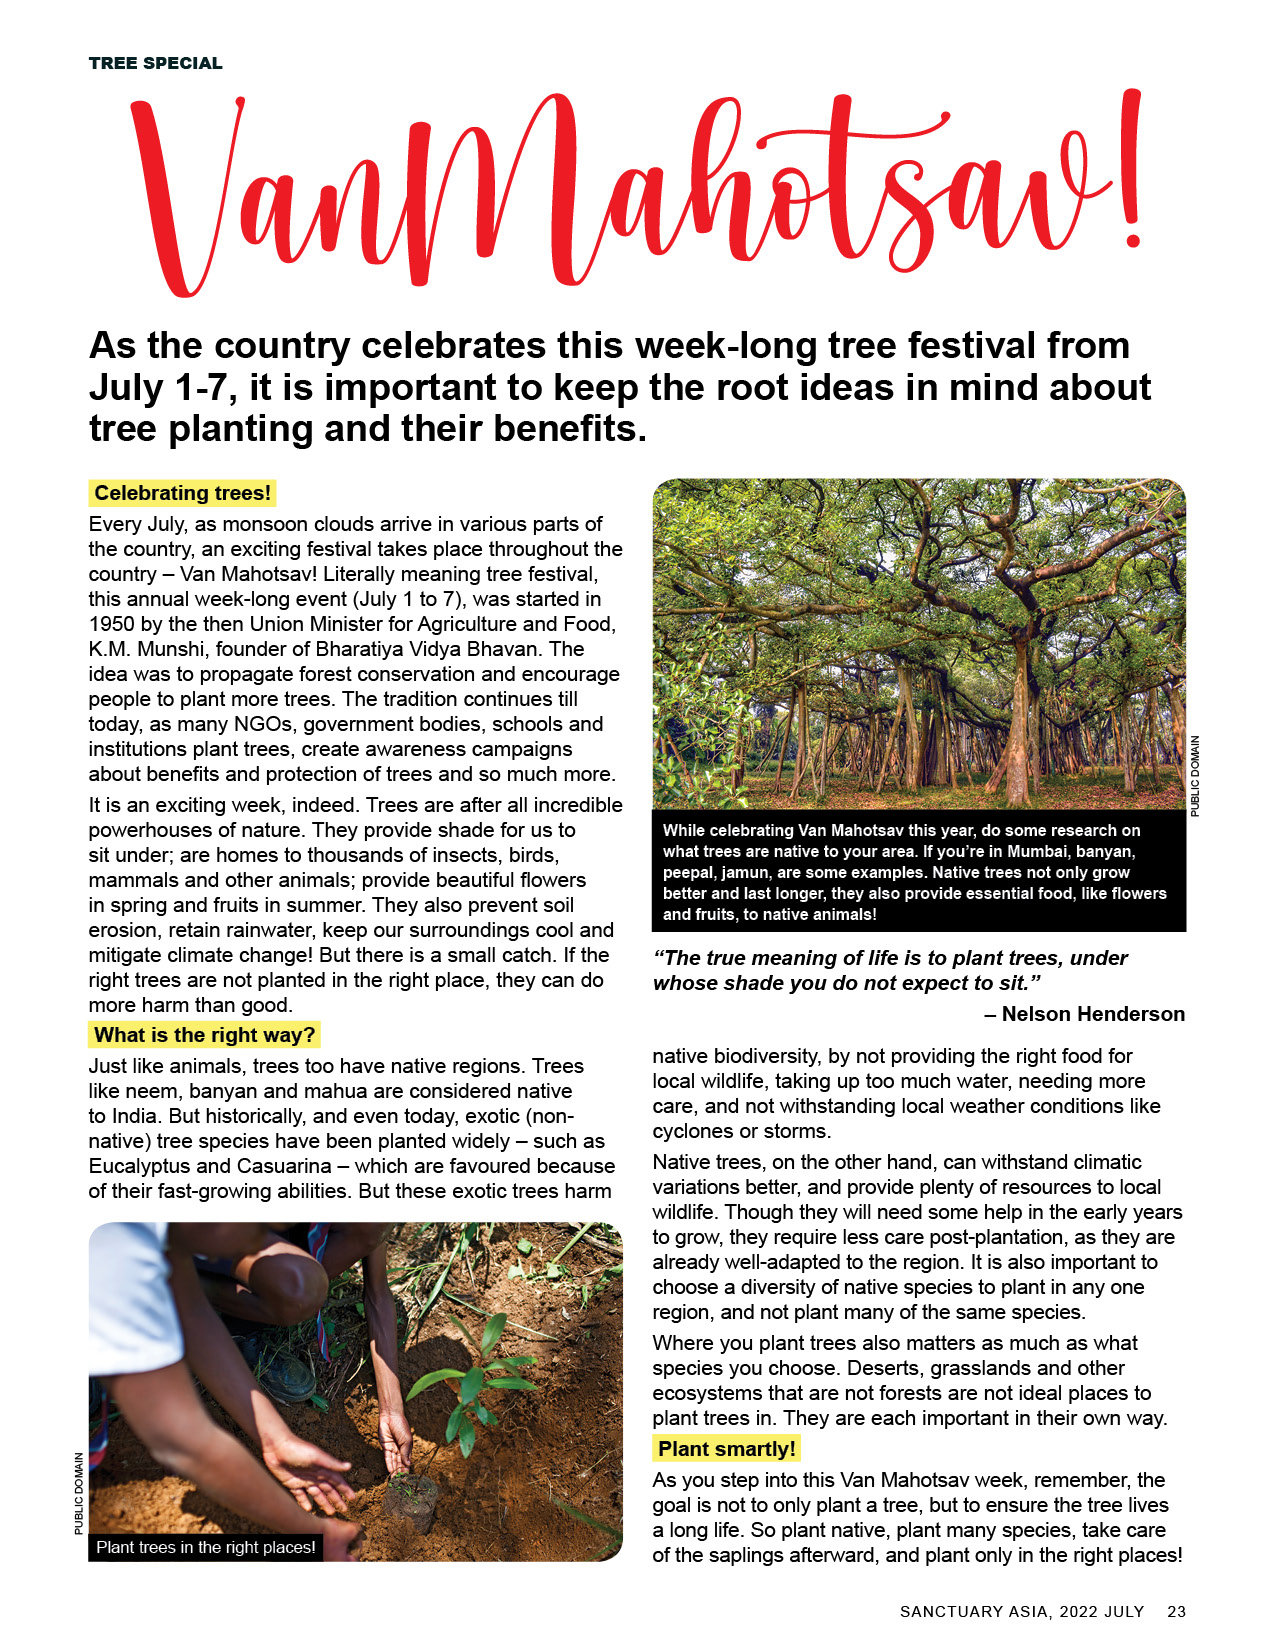 TREE SPECIAL
Van Mahotsav!
As the country celebrates this week-long tree festival from
July 1-7, it is important to keep the root ideas in mind about
tree planting and their benefits.
Celebrating trees!
Every July, as monsoon clouds arrive in various parts of
the country, an exciting festival takes place throughout the
country – Van Mahotsav! Literally meaning tree festival,
this annual week-long event (July 1 to 7), was started in
1950 by the then Union Minister for Agriculture and Food,
K.M. Munshi, founder of Bharatiya Vidya Bhavan. The
idea was to propagate forest conservation and encourage
people to plant more trees. The tradition continues till
today, as many NGOs, government bodies, schools and
institutions plant trees, create awareness campaigns
about benefits and protection of trees and so much more.
It is an exciting week, indeed. Trees are after all incredible
powerhouses of nature. They provide shade for us to
sit under; are homes to thousands of insects, birds,
mammals and other animals; provide beautiful flowers
in spring and fruits in summer. They also prevent soil
erosion, retain rainwater, keep our surroundings cool and
mitigate climate change! But there is a small catch. If the
right trees are not planted in the right place, they can do
more harm than good.
What is the right way?
Just like animals, trees too have native regions. Trees
like neem, banyan and mahua are considered native
to India. But historically, and even today, exotic (non-
native) tree species have been planted widely – such as
Eucalyptus and Casuarina – which are favoured because
of their fast-growing abilities. But these exotic trees harm
PUBLIC DOMAIN
Plant trees in the right places!
PUBLIC DOMAIN
While celebrating Van Mahotsav this year, do some research on
what trees are native to your area. If you're in Mumbai, banyan,
peepal, jamun, are some examples. Native trees not only grow
better and last longer, they also provide essential food, like flowers
and fruits, to native animals!
“The true meaning of life is to plant trees, under
whose shade you do not expect to sit.”
– Nelson Henderson
native biodiversity, by not providing the right food for
local wildlife, taking up too much water, needing more
care, and not withstanding local weather conditions like
cyclones or storms.
Native trees, on the other hand, can withstand climatic
variations better, and provide plenty of resources to local
wildlife. Though they will need some help in the early years
to grow, they require less care post-plantation, as they are
already well-adapted to the region. It is also important to
choose a diversity of native species to plant in any one
region, and not plant many of the same species.
Where you plant trees also matters as much as what
species you choose. Deserts, grasslands and other
ecosystems that are not forests are not ideal places to
plant trees in. They are each important in their own way.
Plant smartly!
As you step into this Van Mahotsav week, remember, the
goal is not to only plant a tree, but to ensure the tree lives
a long life. So plant native, plant many species, take care
of the saplings afterward, and plant only in the right places!
SANCTUARY ASIA, 2022 JULY 23